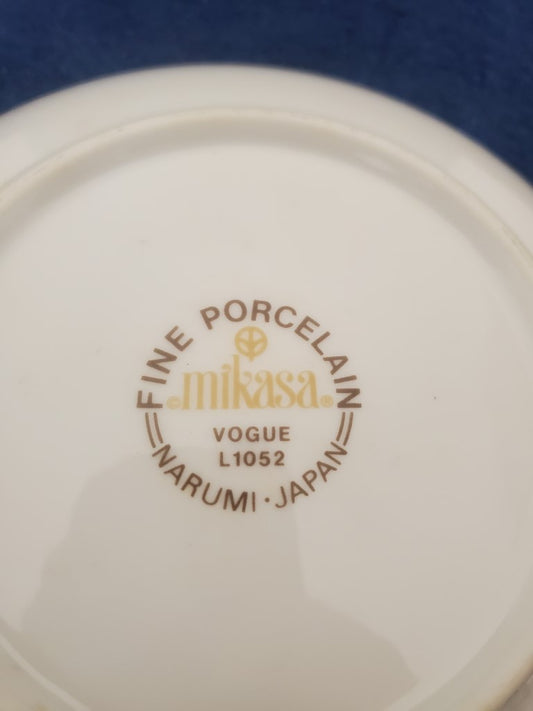 FINE PORCELAIN
© mikasa ®
VOGUE
L1052
NARUMI · JAPAN